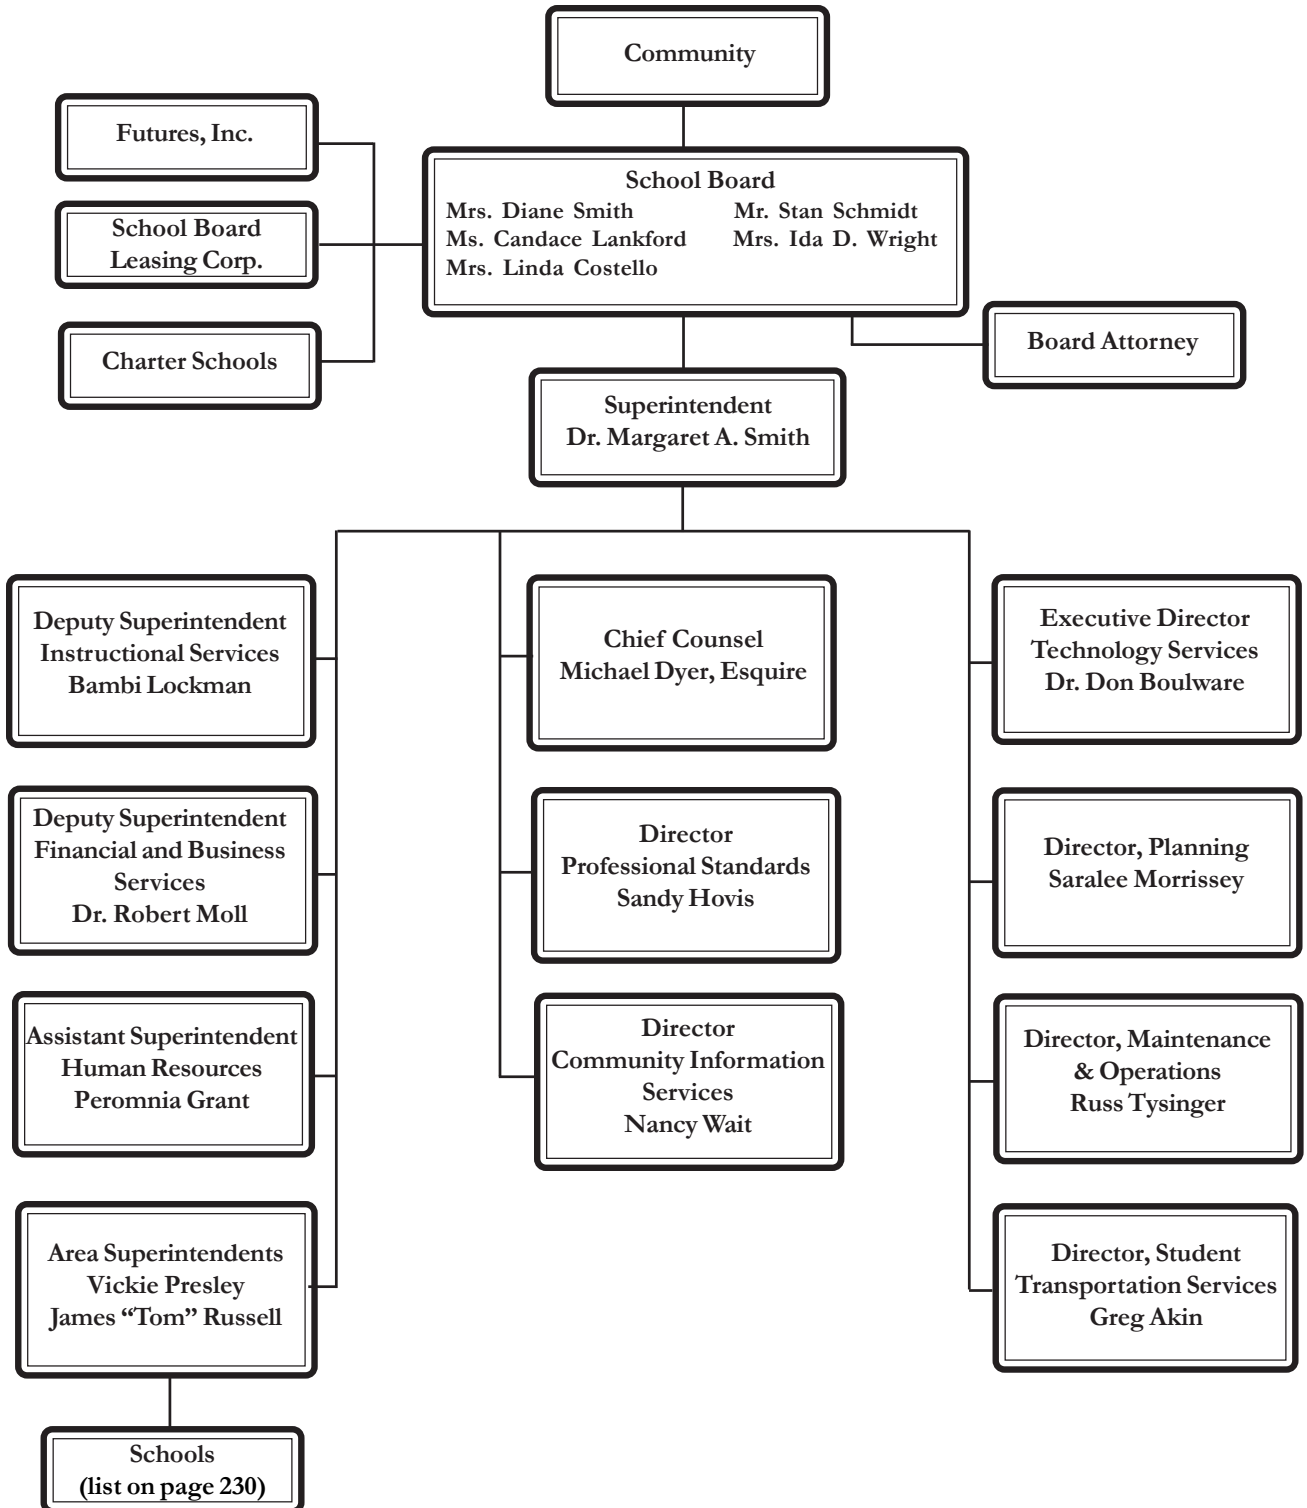 Community
Futures, Inc.
School Board
Leasing Corp.
Charter Schools
School Board
Mrs. Diane Smith
Mr. Stan Schmidt
Ms. Candace Lankford
Mrs. Ida D. Wright
Mrs. Linda Costello
Board Attorney
Superintendent
Dr. Margaret A. Smith
Deputy Superintendent
Instructional Services
Bambi Lockman
Deputy Superintendent
Financial and Business
Services
Dr. Robert Moll
Assistant Superintendent
Human Resources
Peromnia Grant
Area Superintendents
Vickie Presley
James “Tom” Russell
Schools
(list on page 230)
Chief Counsel
Michael Dyer, Esquire
Director
Professional Standards
Sandy Hovis
Director
Community Information
Services
Nancy Wait
Executive Director
Technology Services
Dr. Don Boulware
Director, Planning
Saralee Morrissey
Director, Maintenance
& Operations
Russ Tysinger
Director, Student
Transportation Services
Greg Akin